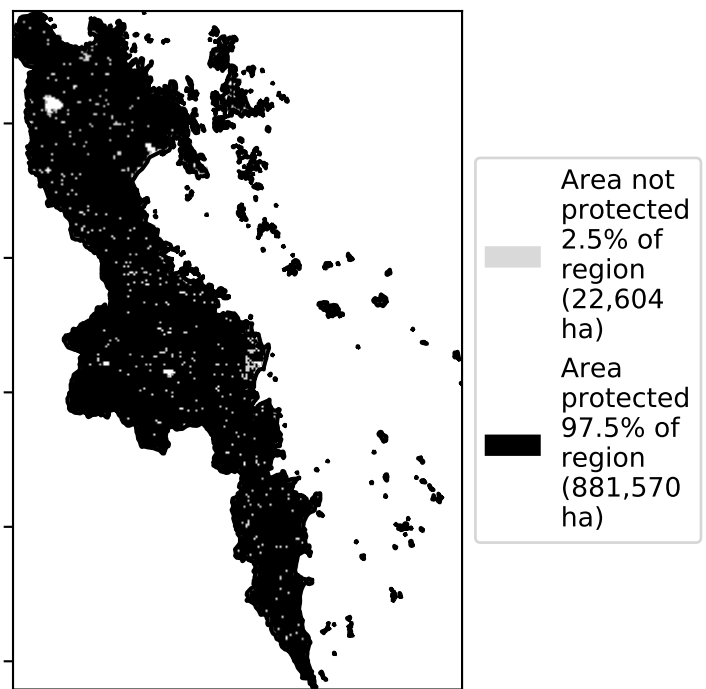 Area not
protected
2.5% of
region
(22,604
ha)
Area
protected
97.5% of
region
(881,570
ha)